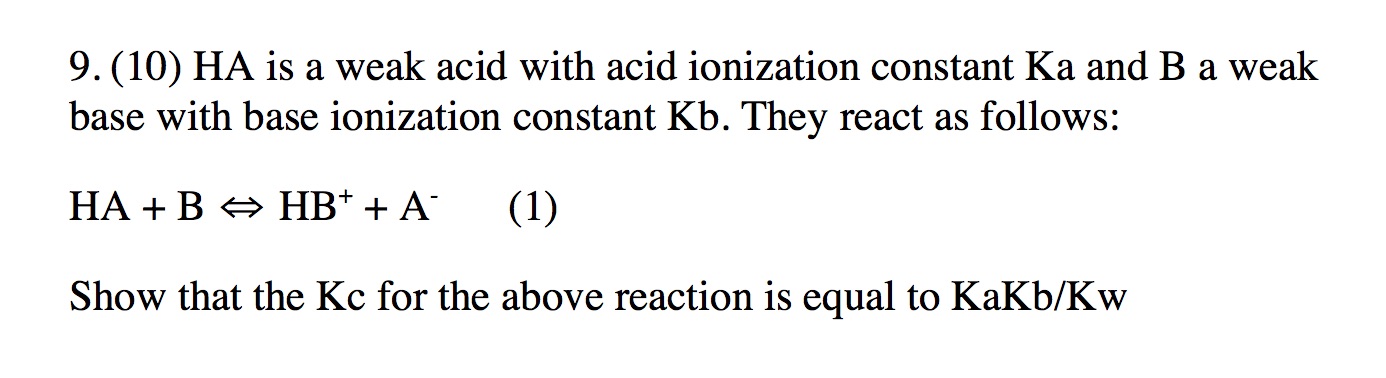 9. (10) HA is a weak acid with acid ionization constant Ka and B a weak
base with base ionization constant Kb. They react as follows:
HA + B ⇔ HB⁺ + A⁻ (1)
Show that the Kc for the above reaction is equal to KaKb/Kw